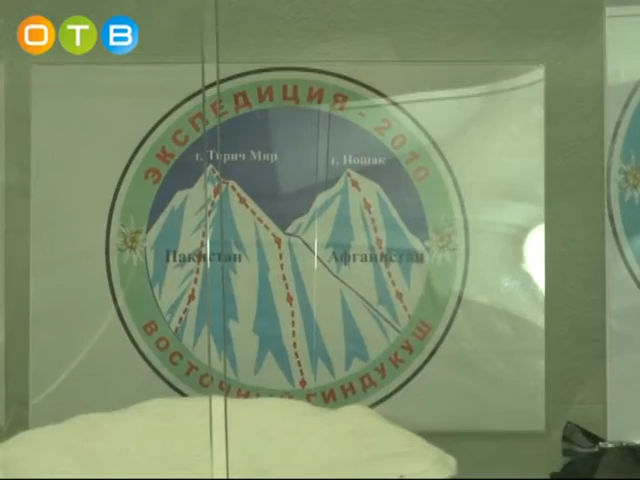 ОТВ
ЭКСПЕДИЦИЯ - 2010
г. Терич Мир
г. Ношак
Пакистан
Афганистан
ВОСТОЧНЫЙ ГИНДУКУШ